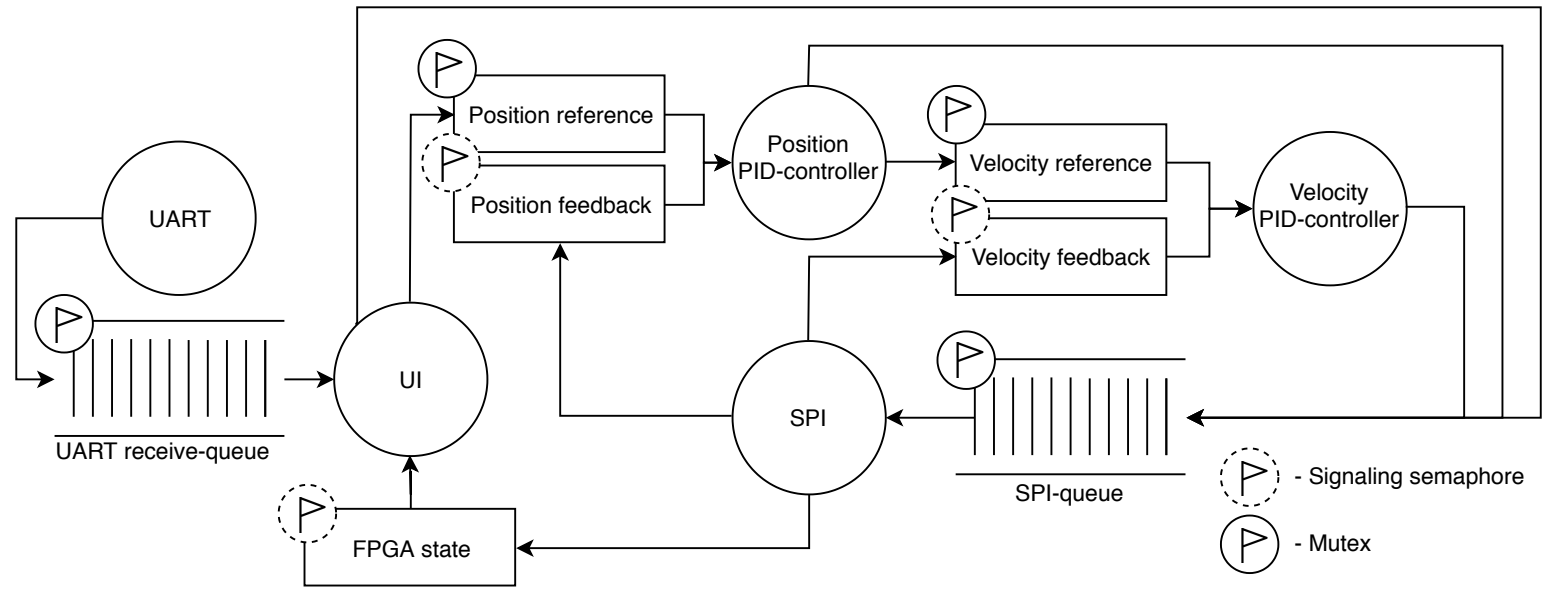 Position reference
Position feedback
Position
PID-controller
Velocity reference
Velocity feedback
Velocity
PID-controller
UART
UART receive-queue
UI
SPI
SPI-queue
FPGA state
- Signaling semaphore
- Mutex